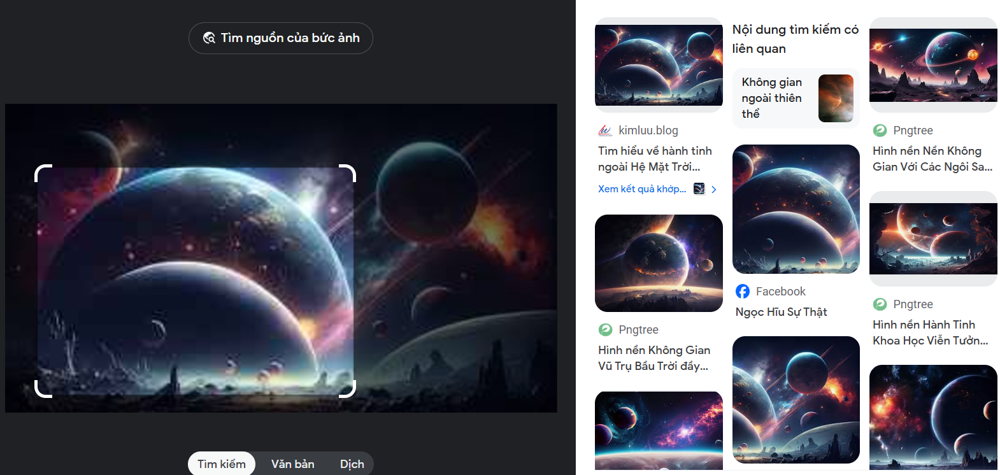 Tìm nguồn của bức ảnh
Tìm kiếm
Văn bản
Dịch
kimluu.blog
Tìm hiểu về hành tinh
ngoài Hệ Mặt Trời...
Xem kết quả khớp...
Pngtree
Hình nền Không Gian
Vũ Trụ Bầu Trời đầy...
Nội dung tìm kiếm có
liên quan
Không gian
ngoài thiên
thể
Facebook
Ngọc Hĩu Sự Thật
Pngtree
Hình nền Nền Không
Gian Với Các Ngôi Sa...
Pngtree
Hình nền Hành Tinh
Khoa Học Viễn Tưởn...